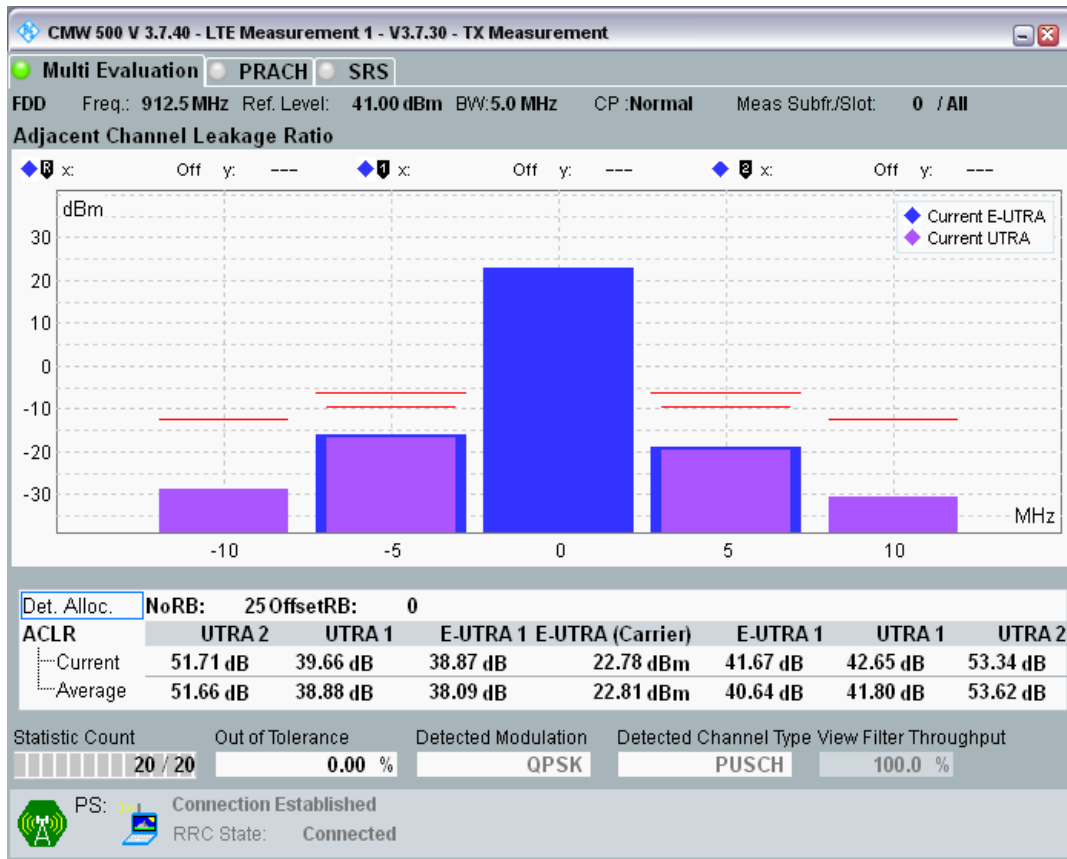 CMW 500 V 3.7.40 - LTE Measurement 1 - V3.7.30 - TX Measurement
Multi Evaluation PRACH SRS
FDD Freq.: 912.5 MHz Ref. Level: 41.00 dBm BW:5.0 MHz CP :Normal Meas Subfr./Slot: 0 / All
Adjacent Channel Leakage Ratio
R x: Off y: --- 1 x: Off y: --- 2 x: Off y: ---
dBm
Current E-UTRA
Current UTRA
30
20
10
0
-10
-20
-30
MHz
-10 -5 0 5 10
Det. Alloc. NoRB: 25 OffsetRB: 0
ACLR UTRA 2 UTRA 1 E-UTRA 1 E-UTRA (Carrier) E-UTRA 1 UTRA 1 UTRA 2
Current 51.71 dB 39.66 dB 38.87 dB 22.78 dBm 41.67 dB 42.65 dB 53.34 dB
Average 51.66 dB 38.88 dB 38.09 dB 22.81 dBm 40.64 dB 41.80 dB 53.62 dB
Statistic Count Out of Tolerance Detected Modulation Detected Channel Type View Filter Throughput
20 / 20 0.00 % QPSK PUSCH 100.0 %
PS: Connection Established
RRC State: Connected